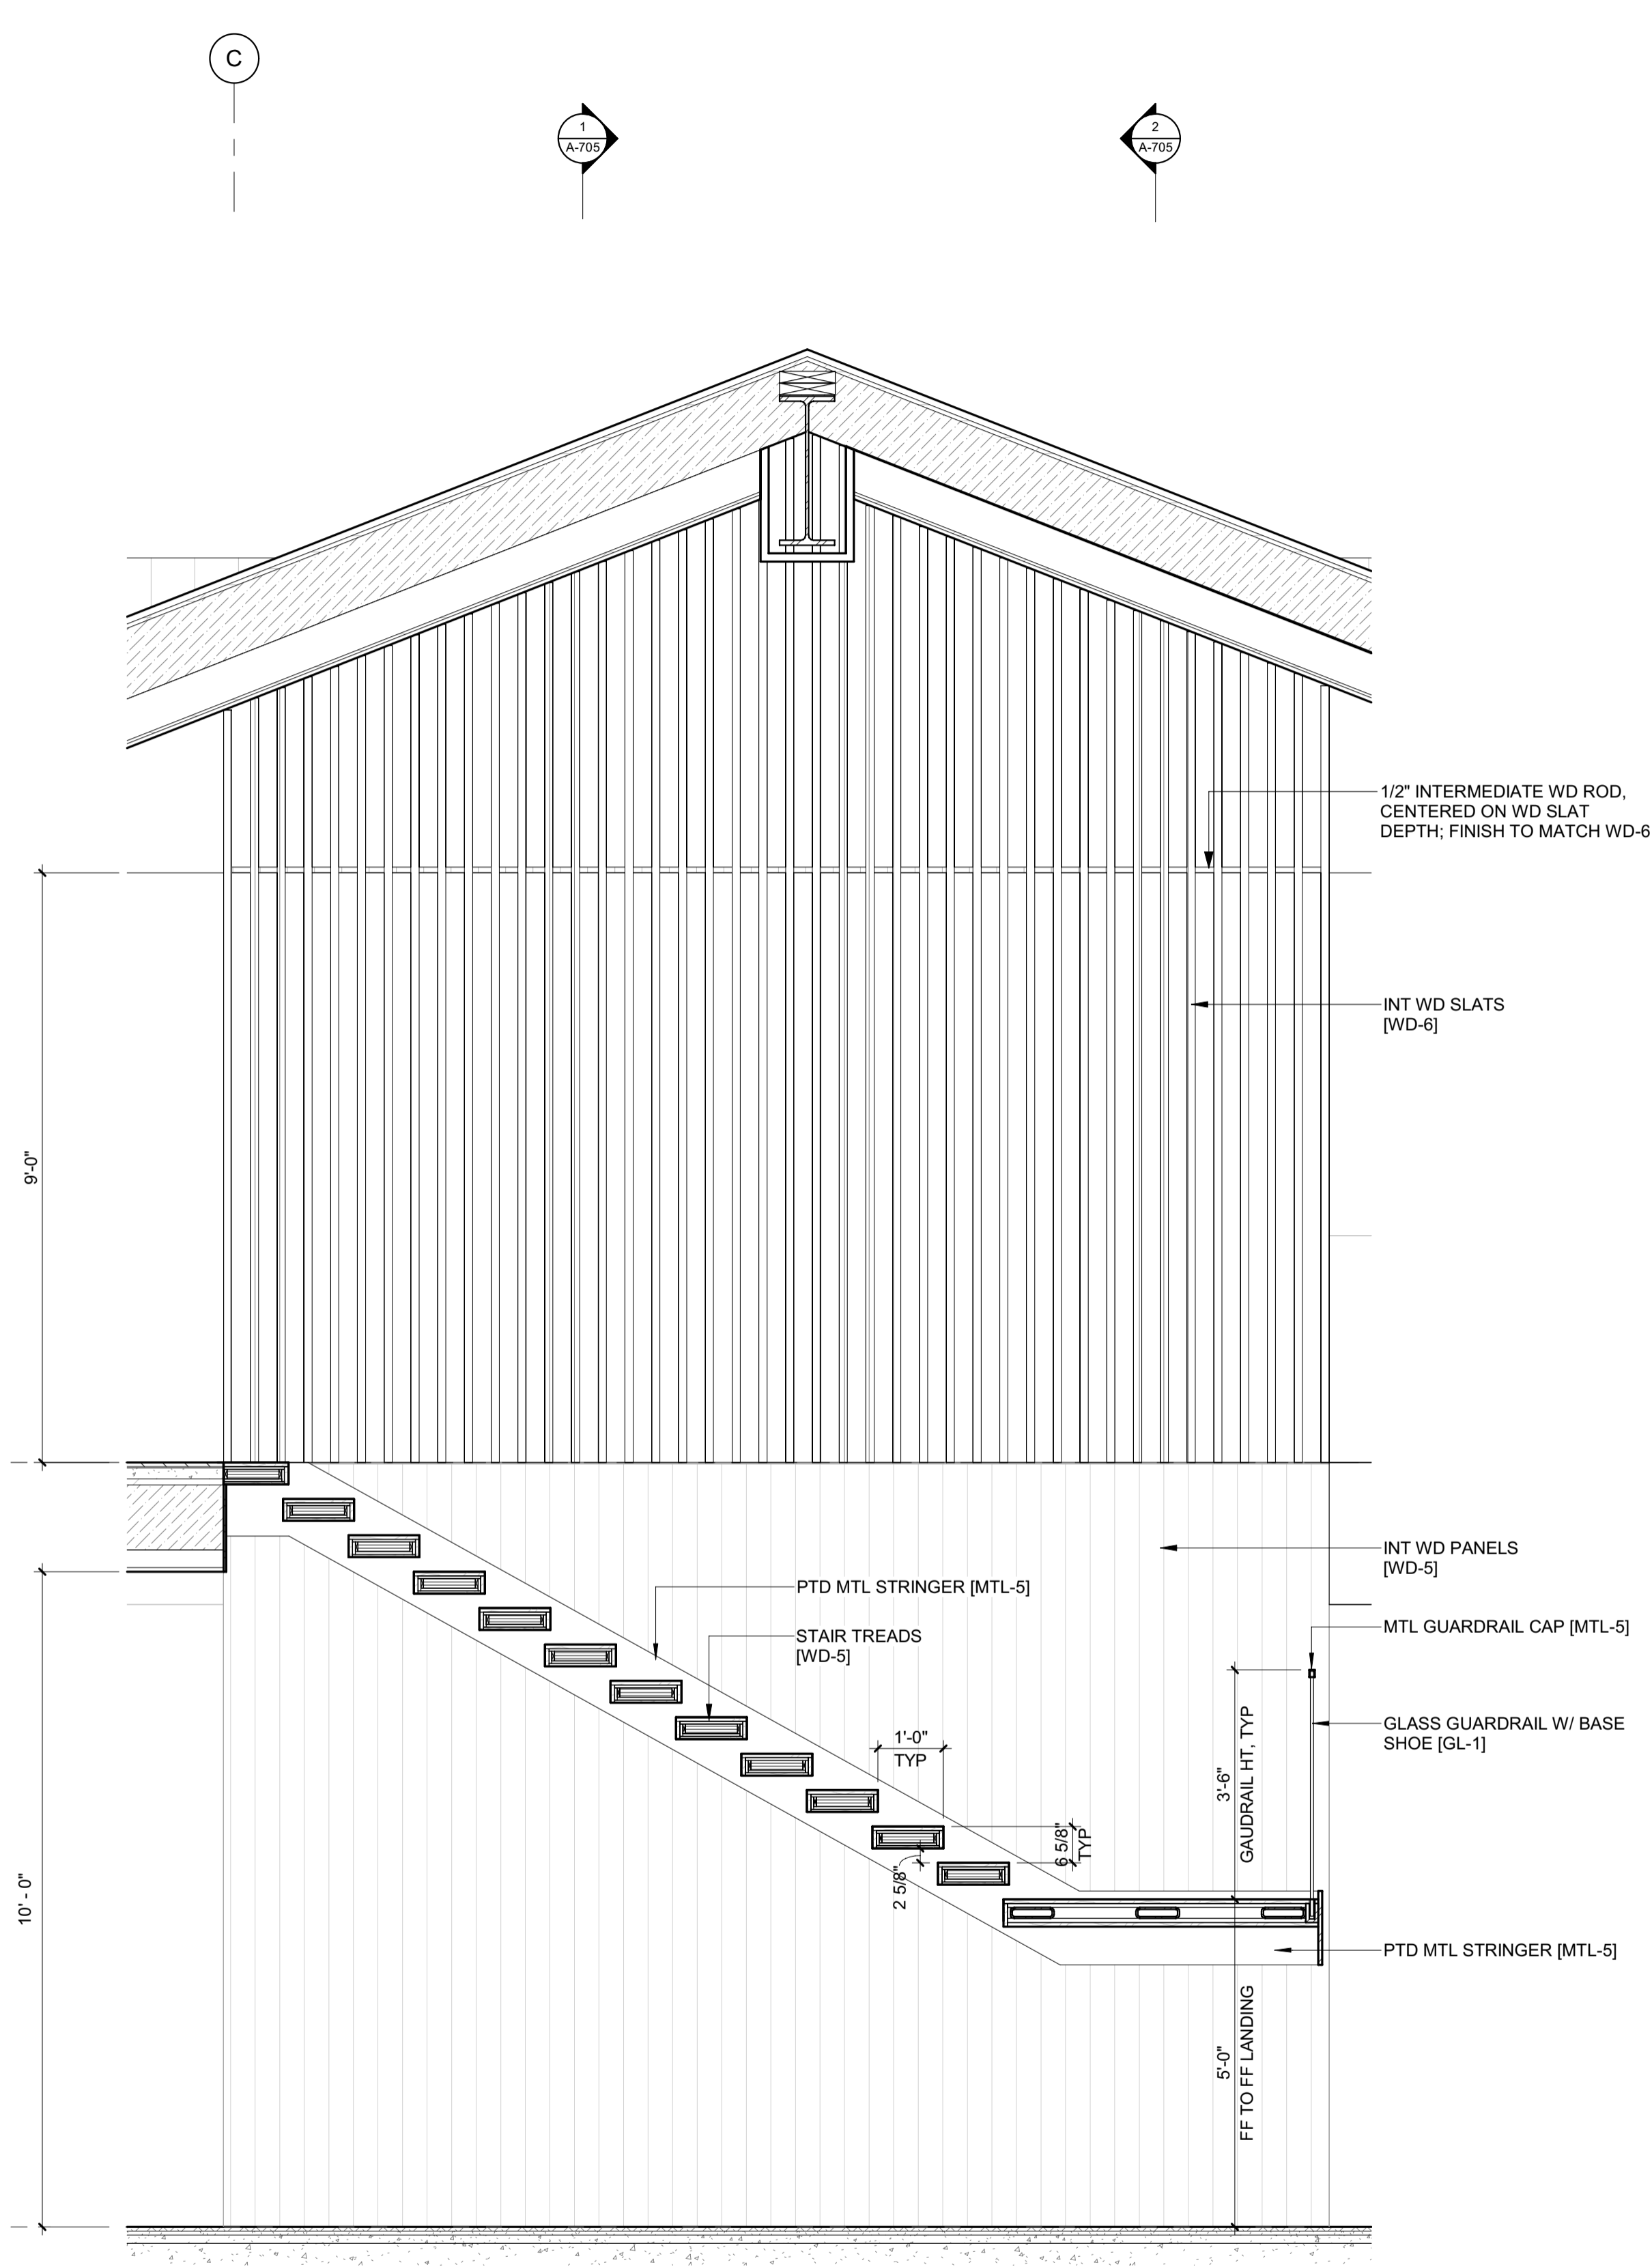 C
1
A-705
2
A-705
1/2" INTERMEDIATE WD ROD,
CENTERED ON WD SLAT
DEPTH; FINISH TO MATCH WD-6
INT WD SLATS
[WD-6]
9'-0"
INT WD PANELS
[WD-5]
PTD MTL STRINGER [MTL-5]
STAIR TREADS
[WD-5]
MTL GUARDRAIL CAP [MTL-5]
GLASS GUARDRAIL W/ BASE
SHOE [GL-1]
1'-0"
TYP
3'-6"
GAUDRAIL HT, TYP
6 5/8"
TYP
2 5/8"
10' - 0"
PTD MTL STRINGER [MTL-5]
5'-0"
FF TO FF LANDING